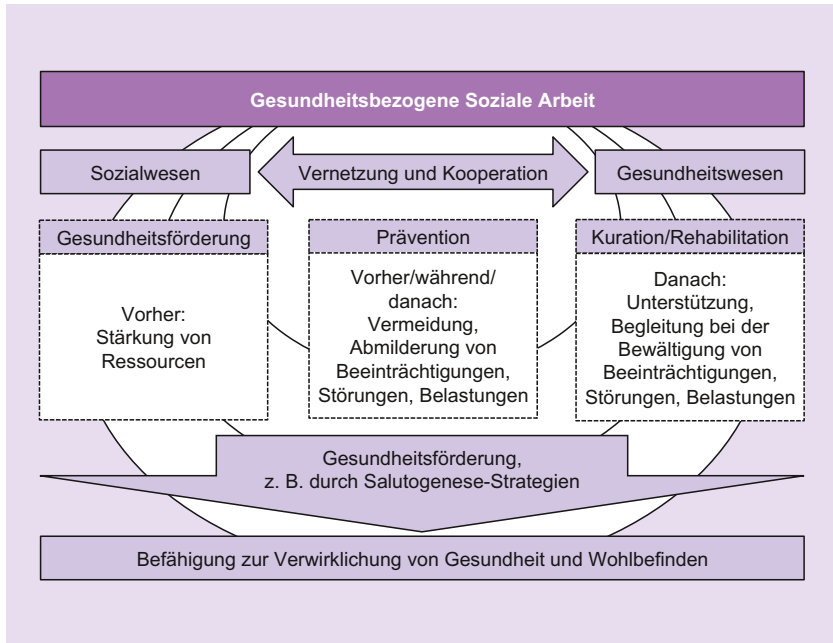 Gesundheitsbezogene Soziale Arbeit
Sozialwesen
Vernetzung und Kooperation
Gesundheitswesen
Gesundheitsförderung
Vorher:
Stärkung von
Ressourcen
Prävention
Vorher/während/
danach:
Vermeidung,
Abmilderung von
Beeinträchtigungen,
Störungen, Belastungen
Kuration/Rehabilitation
Danach:
Unterstützung,
Begleitung bei der
Bewältigung von
Beeinträchtigungen,
Störungen, Belastungen
Gesundheitsförderung,
z. B. durch Salutogenese-Strategien
Befähigung zur Verwirklichung von Gesundheit und Wohlbefinden